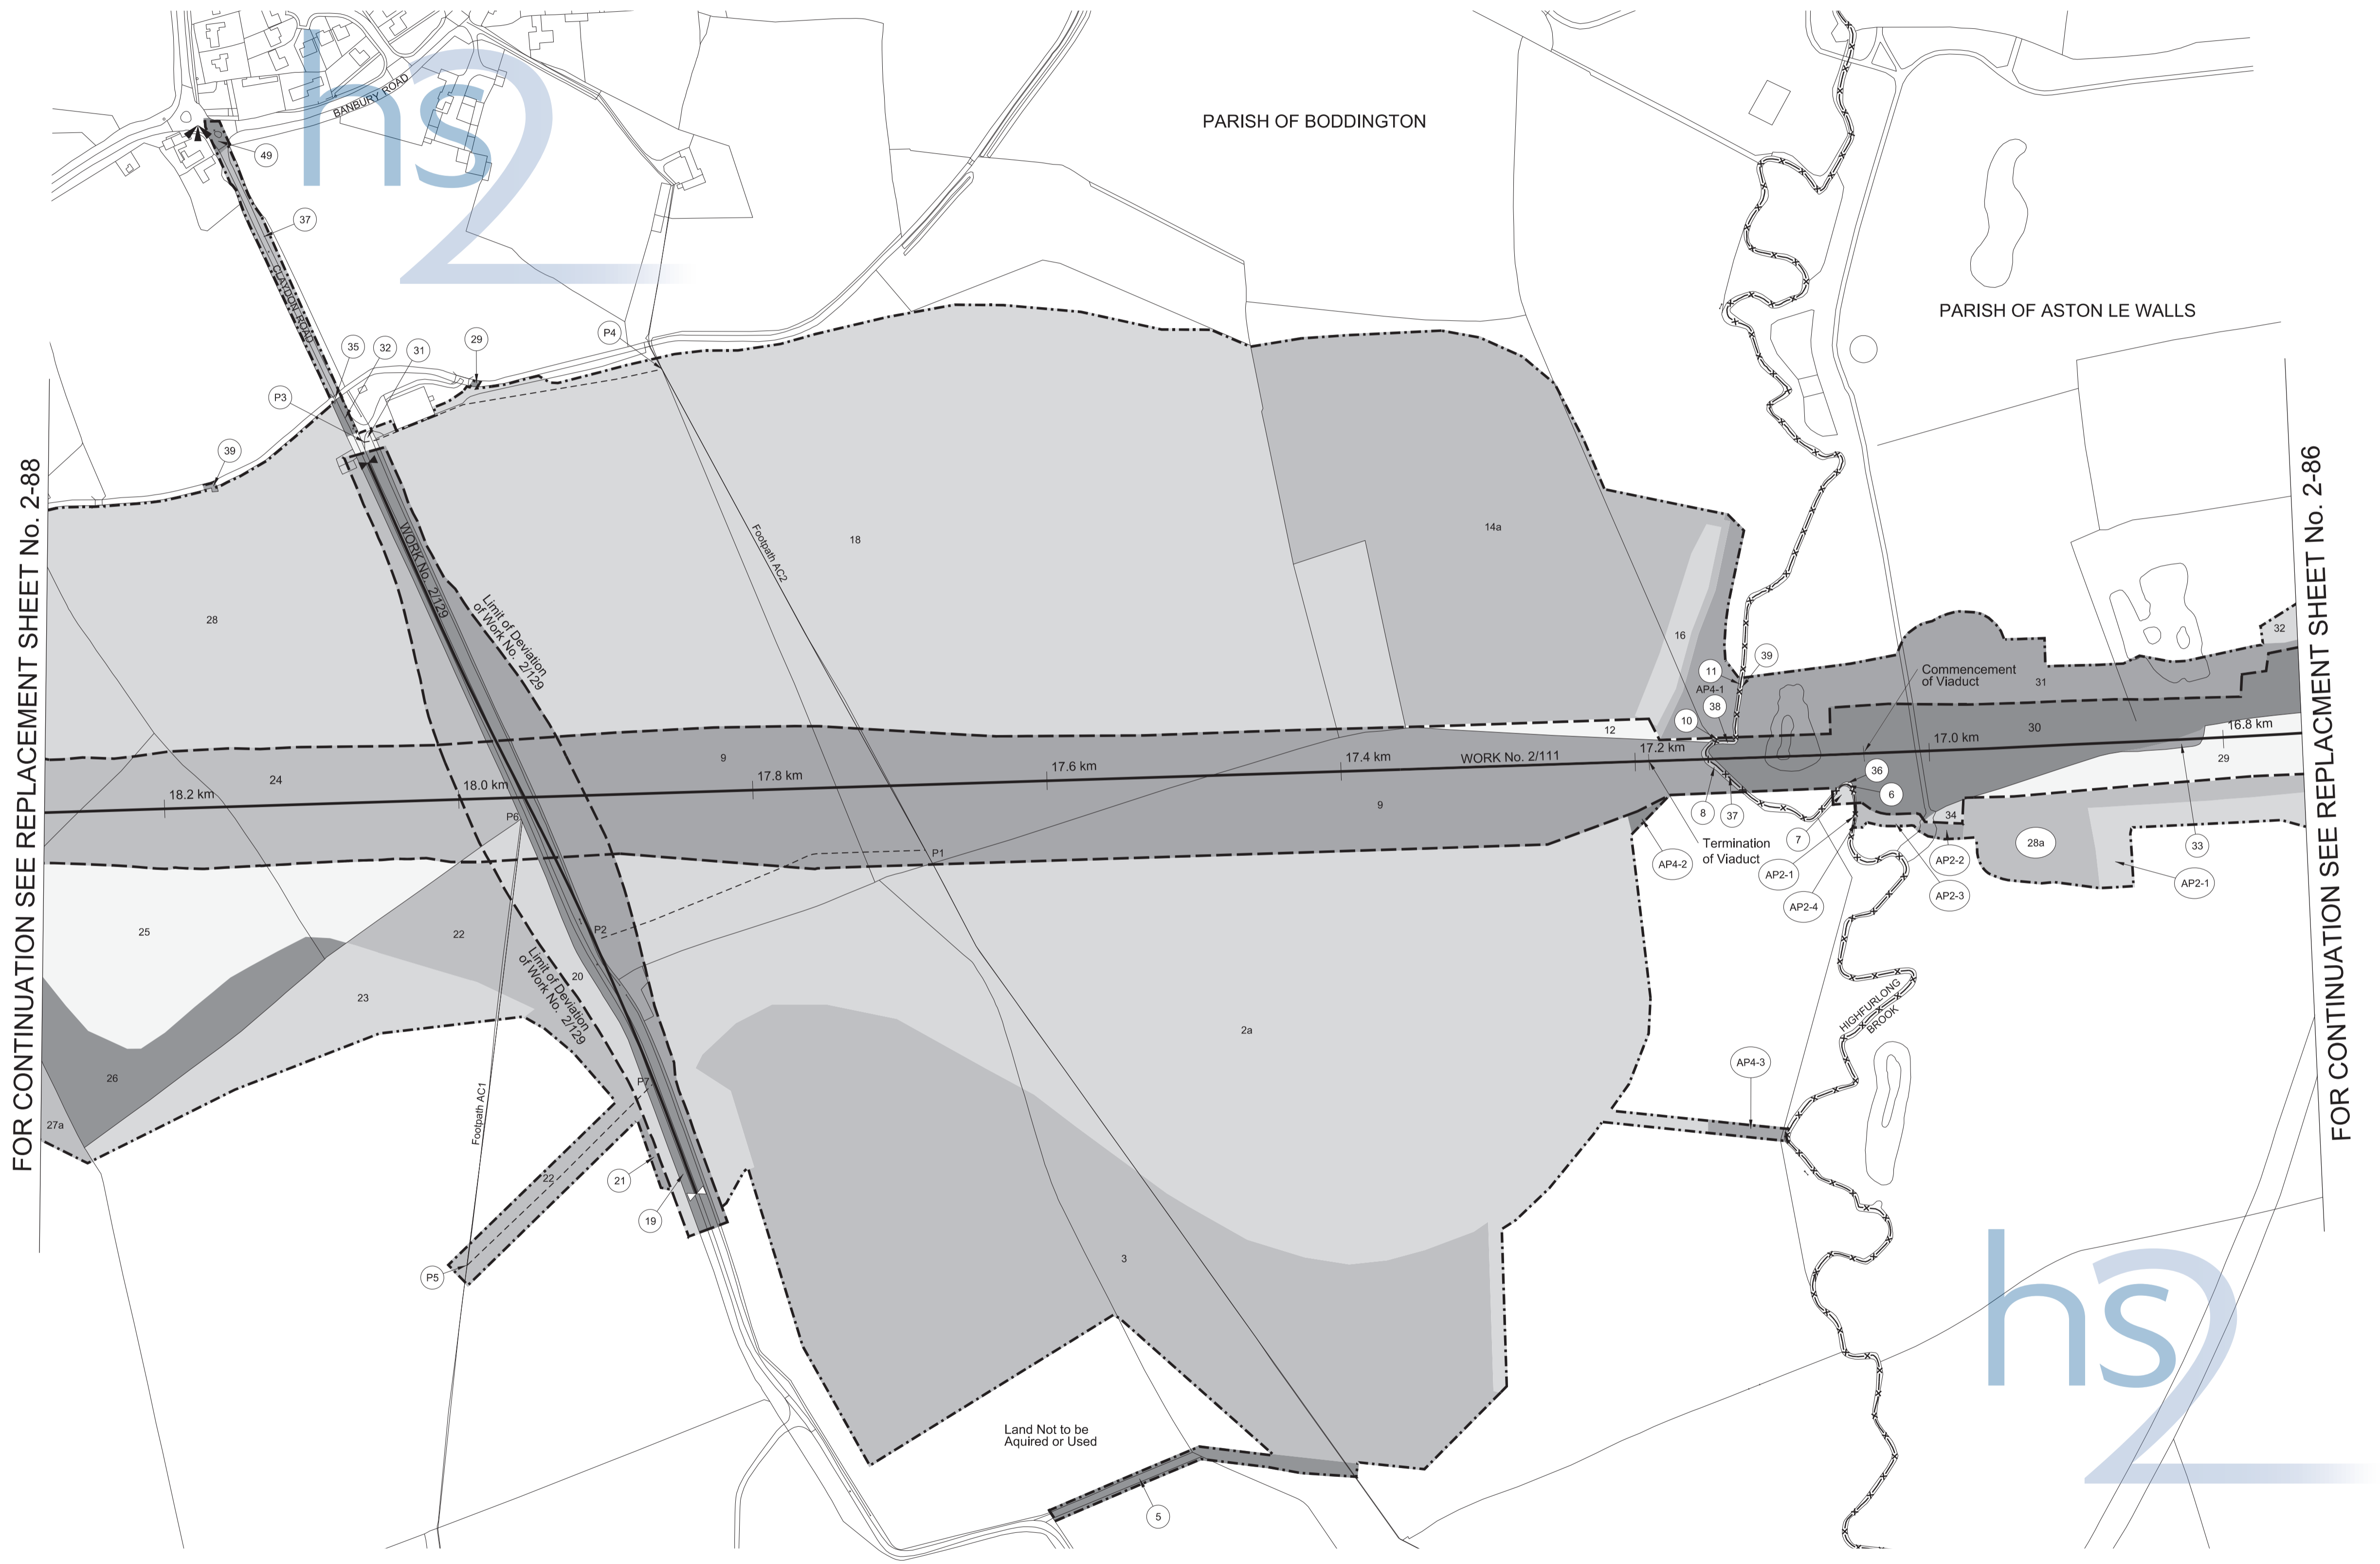 hs2
BANBURY ROAD
PARISH OF BODDINGTON
49
37
CLAYDON ROAD
PARISH OF ASTON LE WALLS
P4
29
35
32
31
P3
39
FOR CONTINUATION SEE REPLACEMENT SHEET No. 2-88
FOR CONTINUATION SEE REPLACMENT SHEET No. 2-86
WORK No. 2/129
Footpath AC2
18
14a
28
Limit of Deviation
of Work No. 2/129
16
32
11
39
AP4-1
38
10
Commencement
of Viaduct
31
30
12
9
24
18.2 km
18.0 km
17.8 km
17.6 km
17.4 km
WORK No. 2/111
17.2 km
17.0 km
16.8 km
29
36
6
P6
9
8
37
7
34
33
P1
AP4-2
Termination
of Viaduct
AP2-1
AP2-2
28a
AP2-1
AP2-4
AP2-3
25
22
P2
20
23
Limit of Deviation
of Work No. 2/129
HIGHFURLONG
BROOK
2a
26
27a
P7
Footpath AC1
AP4-3
22
21
19
P5
3
Land Not to be
Aquired or Used
5
hs2